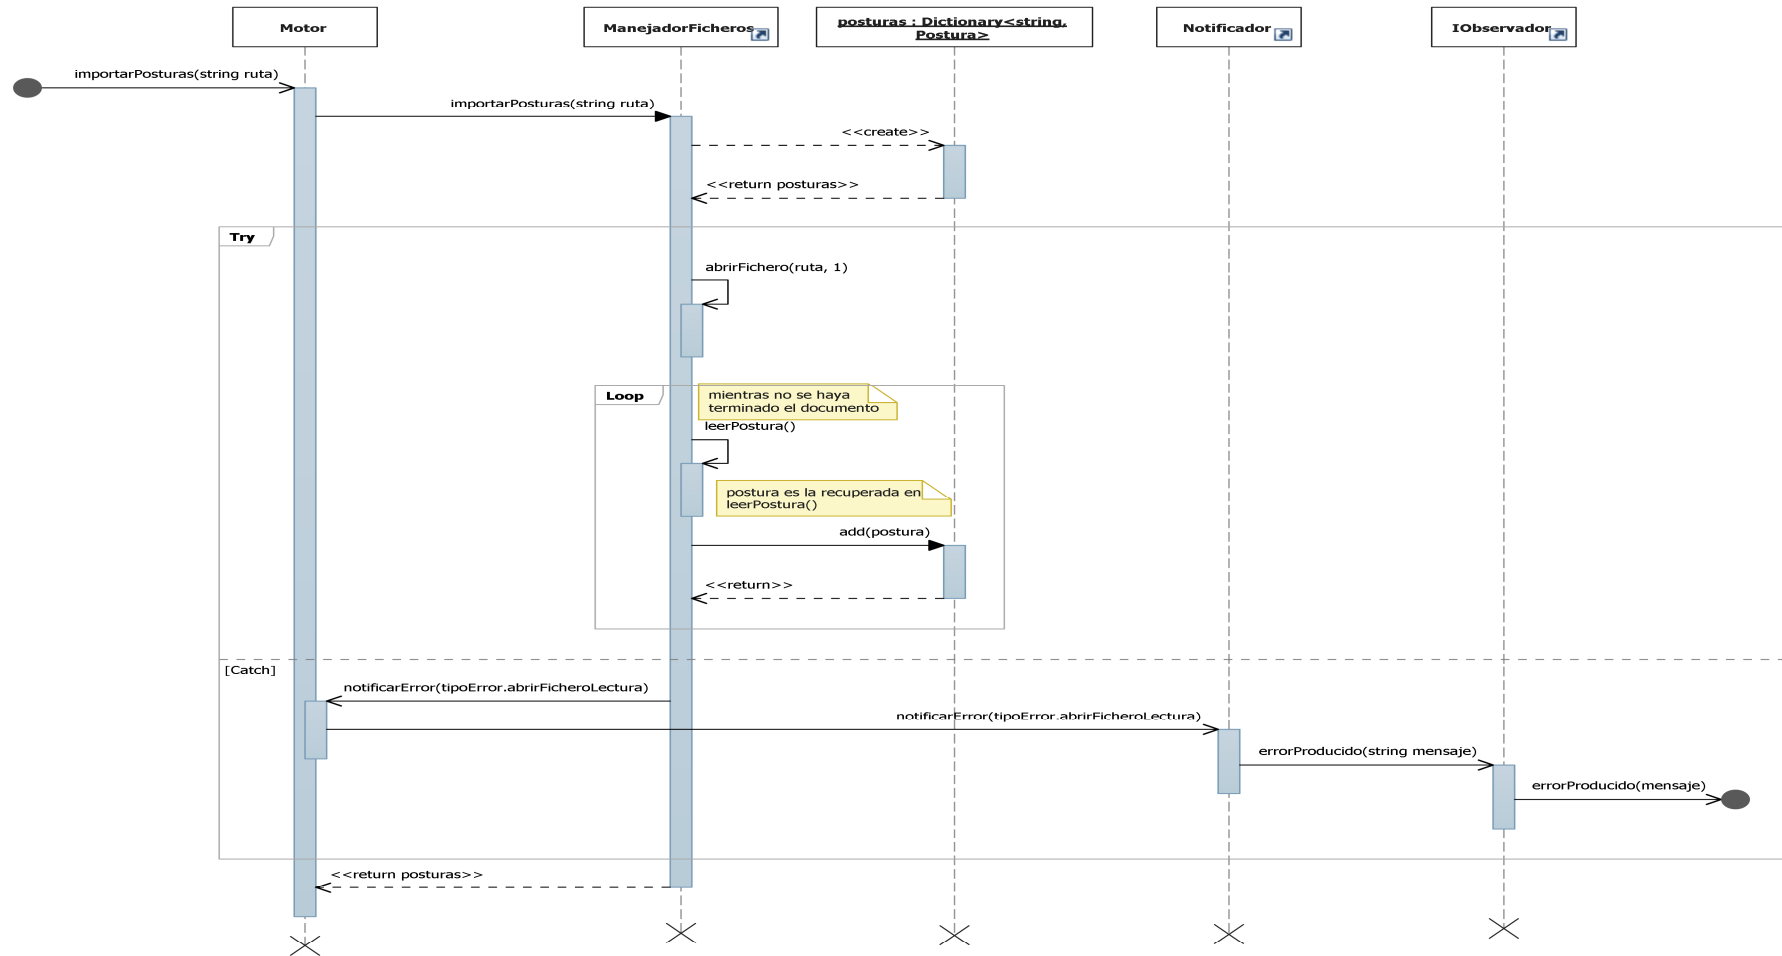 Motor
ManejadorFicheros
posturas : Dictionary<string,
Postura>
Notificador
IObservador
importarPosturas(string ruta)
importarPosturas(string ruta)
<<create>>
<<return posturas>>
Try
abrirFichero(ruta, 1)
Loop
mientras no se haya
terminado el documento
leerPostura()
postura es la recuperada en
leerPostura()
add(postura)
<<return>>
[Catch]
notificarError(tipoError.abrirFicheroLectura)
notificarError(tipoError.abrirFicheroLectura)
errorProducido(string mensaje)
errorProducido(mensaje)
<<return posturas>>